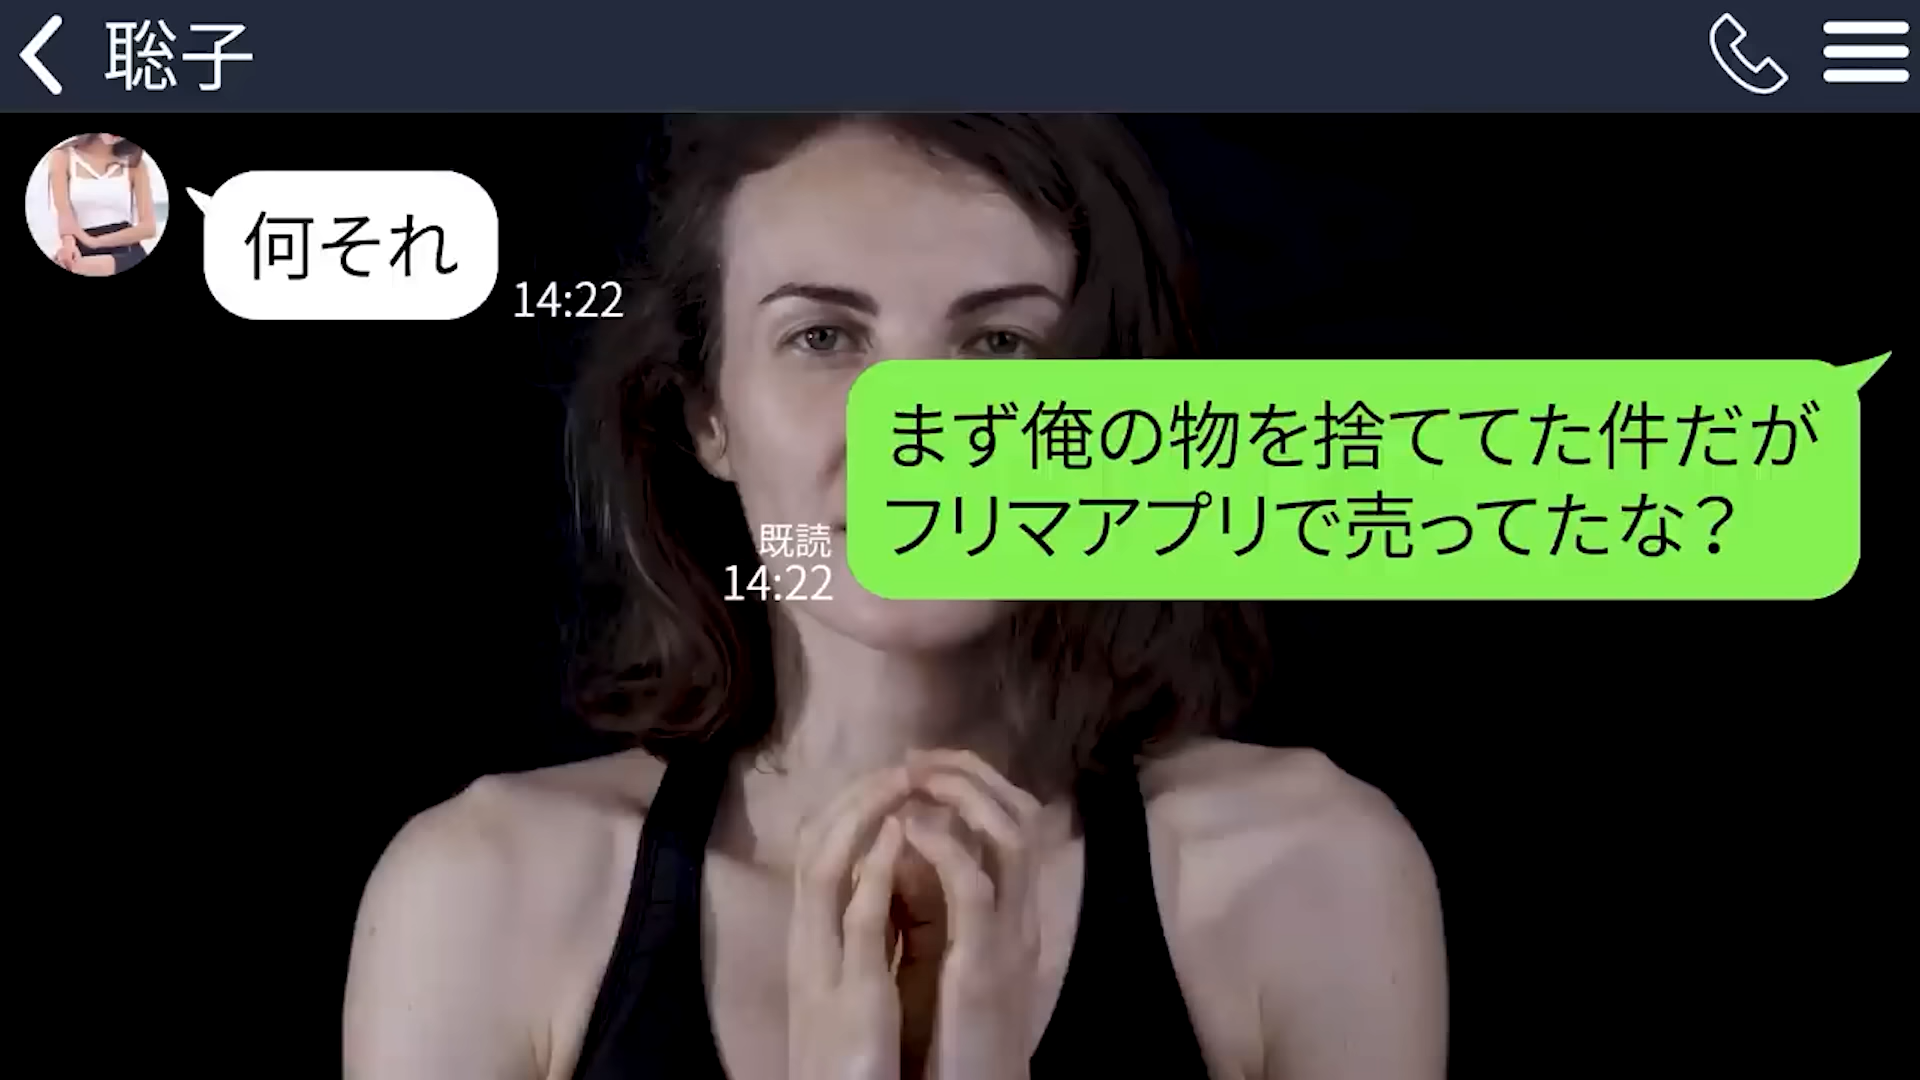 聡子
何それ
14:22
まず俺の物を捨ててた件だが
フリマアプリで売ってたな？
既読
14:22